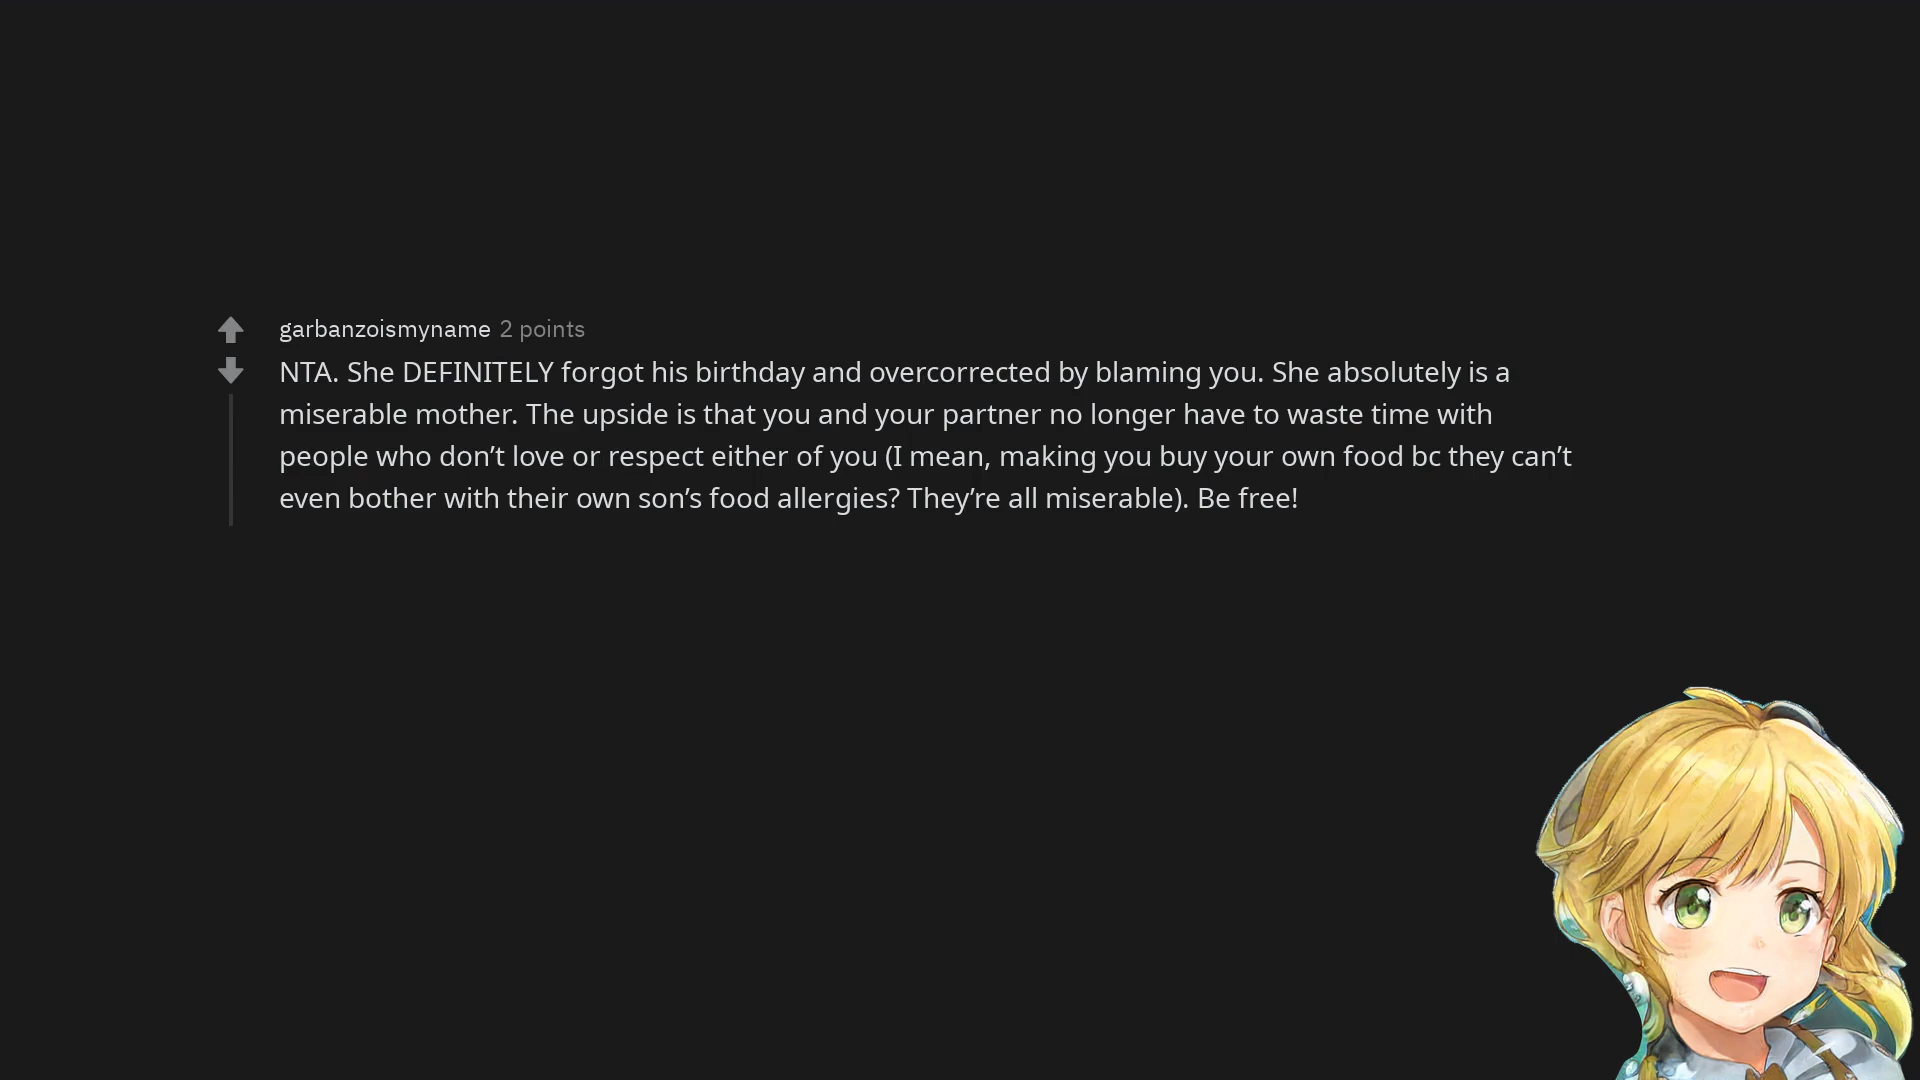 garbanzoismyname 2 points
NTA. She DEFINITELY forgot his birthday and overcorrected by blaming you. She absolutely is a
miserable mother. The upside is that you and your partner no longer have to waste time with
people who don’t love or respect either of you (I mean, making you buy your own food bc they can’t
even bother with their own son’s food allergies? They’re all miserable). Be free!